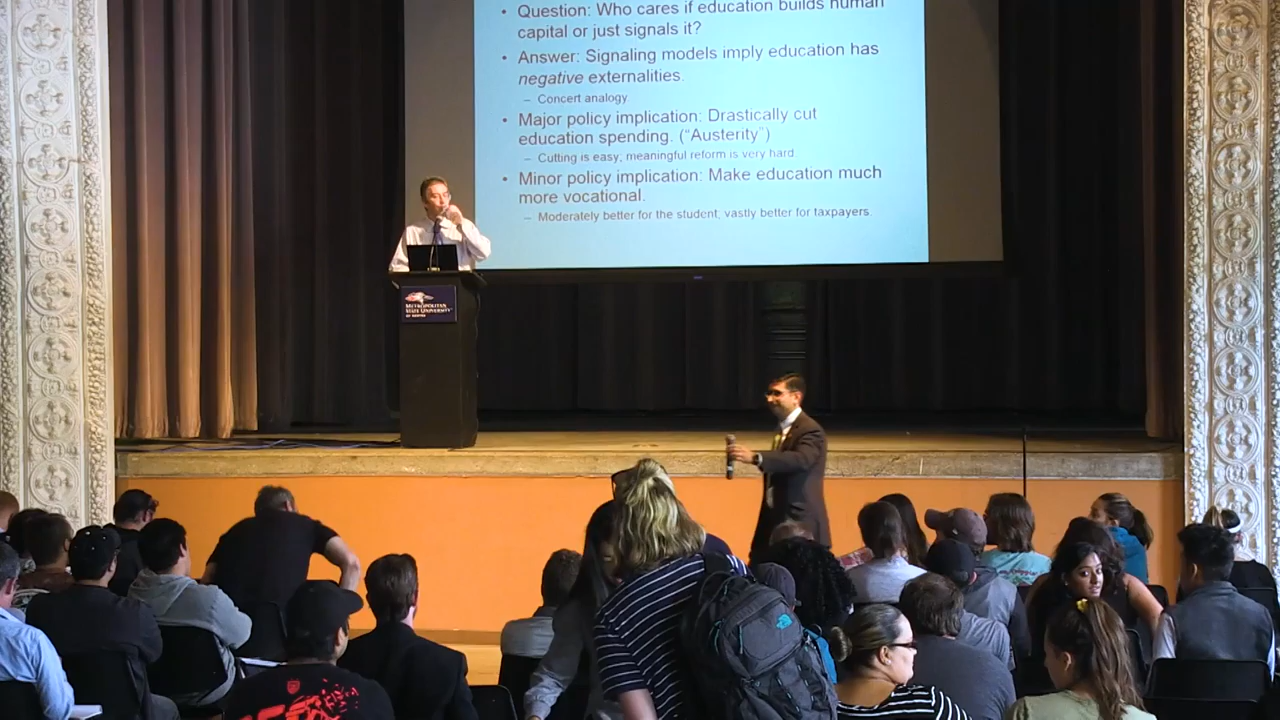 • Question: Who cares if education builds human
capital or just signals it?
• Answer: Signaling models imply education has
negative externalities.
– Concert analogy.
• Major policy implication: Drastically cut
education spending. ("Austerity")
– Cutting is easy; meaningful reform is very hard.
• Minor policy implication: Make education much
more vocational.
– Moderately better for the student; vastly better for taxpayers.
METROPOLITAN
STATE UNIVERSITY
OF DENVER